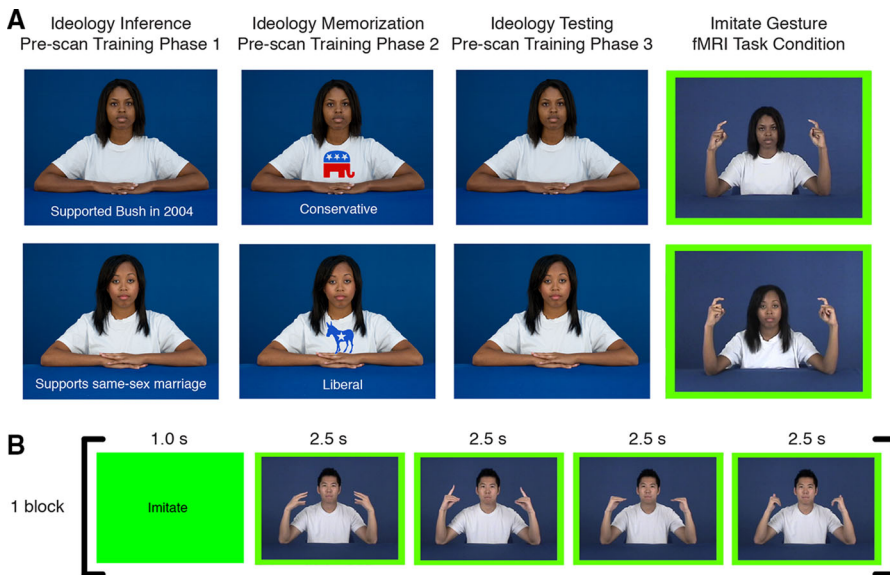 A
Ideology Inference
Pre-scan Training Phase 1
Ideology Memorization
Pre-scan Training Phase 2
Ideology Testing
Pre-scan Training Phase 3
Imitate Gesture
fMRI Task Condition
Supported Bush in 2004
Conservative
Supports same-sex marriage
Liberal
B
1.0 s
2.5 s
2.5 s
2.5 s
2.5 s
1 block
Imitate